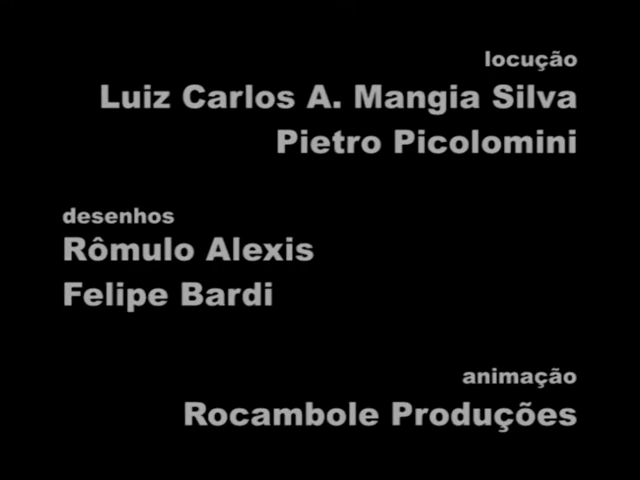 locução
Luiz Carlos A. Mangia Silva
Pietro Picolomini
desenhos
Rômulo Alexis
Felipe Bardi
animação
Rocambole Produções